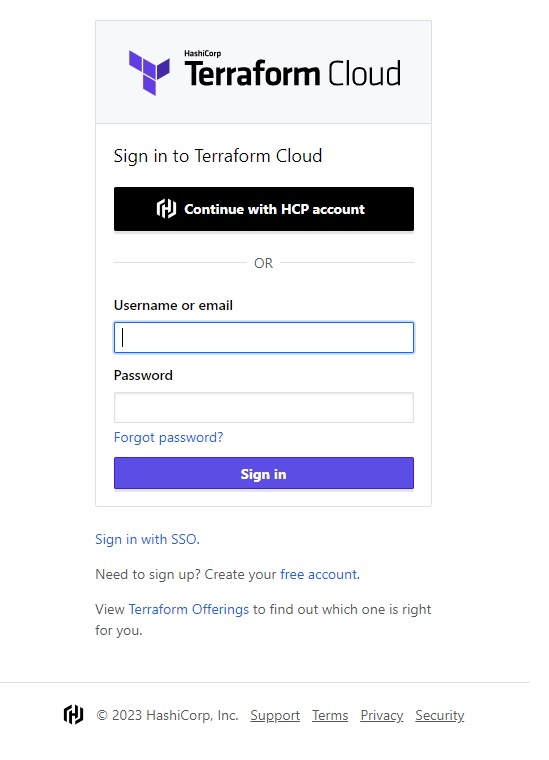 HashiCorp
Terraform Cloud
Sign in to Terraform Cloud
Continue with HCP account
OR
Username or email
Password
Forgot password?
Sign in
Sign in with SSO.
Need to sign up? Create your free account.
View Terraform Offerings to find out which one is right
for you.
© 2023 HashiCorp, Inc. Support Terms Privacy Security